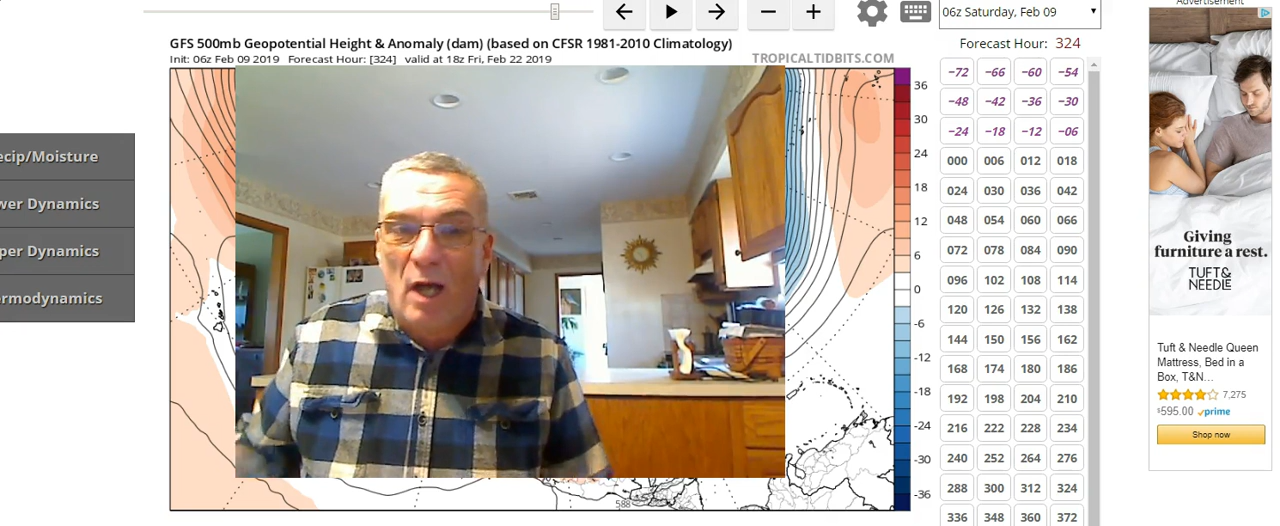 06z Saturday, Feb 09
GFS 500mb Geopotential Height & Anomaly (dam) (based on CFSR 1981-2010 Climatology)
Init: 06z Feb 09 2019 Forecast Hour: [324] valid at 18z Fri, Feb 22 2019
TROPICALTIDBITS.COM
ecip/Moisture
wer Dynamics
per Dynamics
ermodynamics
36
30
24
18
12
6
0
-6
-12
-18
-24
-30
-36
588
Forecast Hour: 324
−72 −66 −60 −54
−48 −42 −36 −30
−24 −18 −12 −06
000 006 012 018
024 030 036 042
048 054 060 066
072 078 084 090
096 102 108 114
120 126 132 138
144 150 156 162
168 174 180 186
192 198 204 210
216 222 228 234
240 252 264 276
288 300 312 324
336 348 360 372
Advertisement
Giving
furniture a rest.
TUFT&
NEEDLE
Tuft & Needle Queen
Mattress, Bed in a
Box, T&N...
7,275
$595.00 prime
Shop now